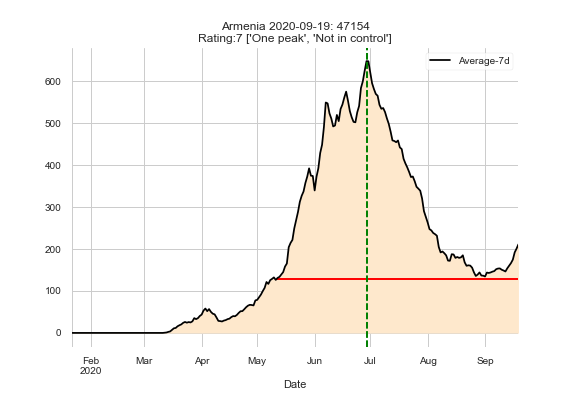 Armenia 2020-09-19: 47154
Rating:7 ['One peak', 'Not in control']
Average-7d
600
500
400
300
200
100
0
Feb
2020
Mar
Apr
May
Jun
Jul
Aug
Sep
Date